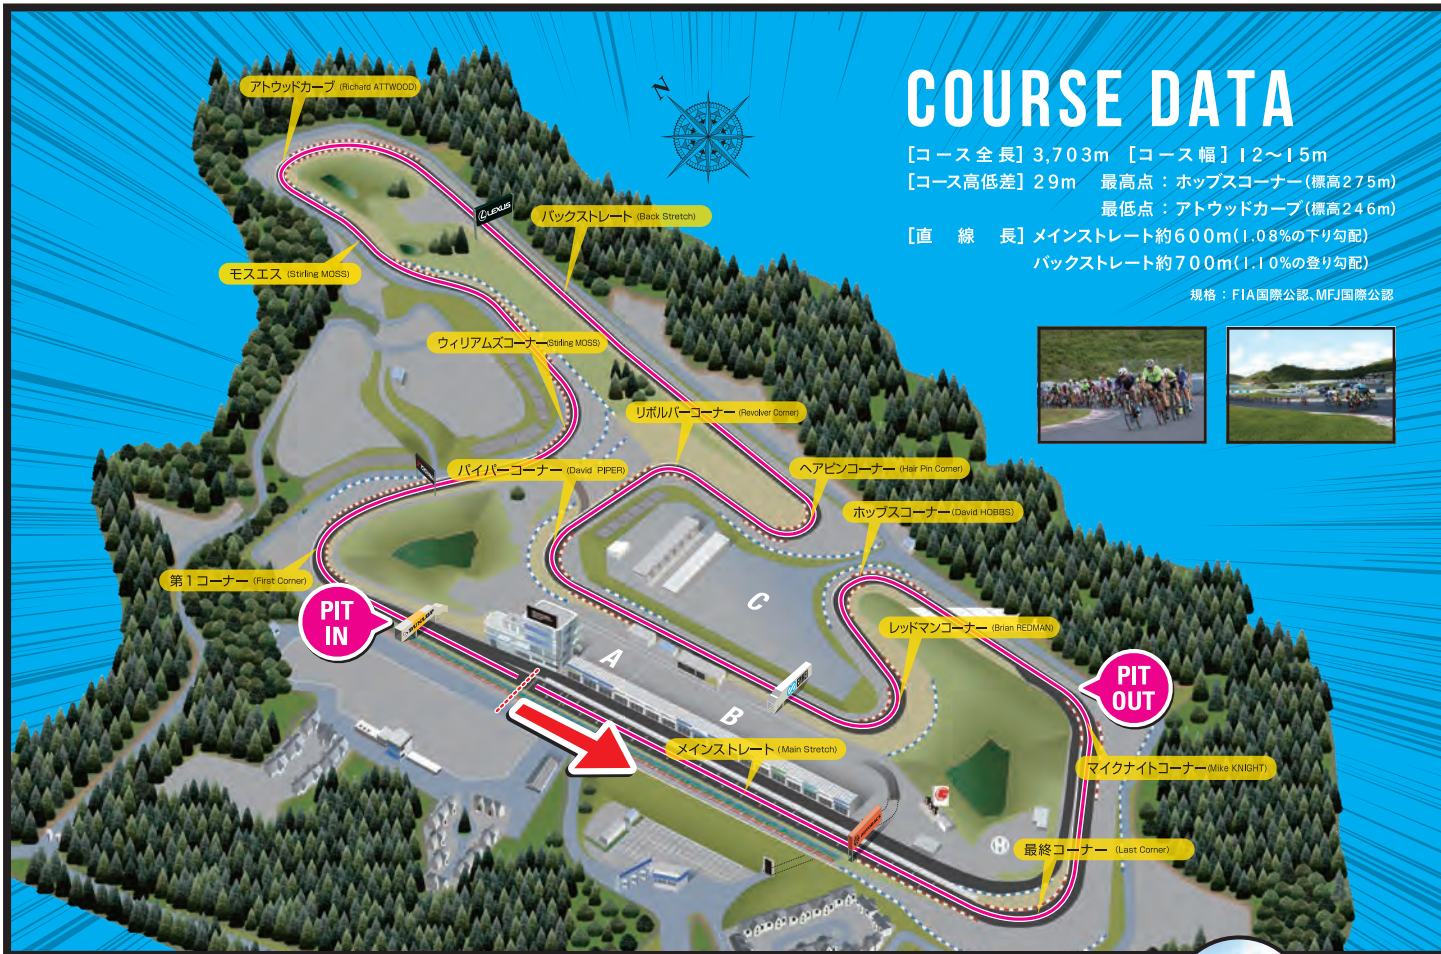 COURSE DATA
[コース全長] 3,703m [コース幅] 12〜15m
[コース高低差] 29m 最高点：ホッブスコーナー(標高275m)
最低点：アトウッドカーブ(標高246m)
[直線長] メインストレート約600m(1.08%の下り勾配)
バックストレート約700m(1.10%の登り勾配)
規格：FIA国際公認、MFJ国際公認
N
アトウッドカーブ (Richard ATTWOOD)
LEXUS
バックストレート (Back Stretch)
モスエス (Stirling MOSS)
ウィリアムズコーナー(Stirling MOSS)
リボルバーコーナー (Revolver Corner)
パイパーコーナー (David PIPER)
ヘアピンコーナー (Hair Pin Corner)
ホッブスコーナー(David HOBBS)
第1コーナー (First Corner)
PIT
IN
DUNLOP
C
レッドマンコーナー (Brian REDMAN)
A
B
PIT
OUT
メインストレート (Main Stretch)
マイクナイトコーナー(Mike KNIGHT)
H
最終コーナー (Last Corner)